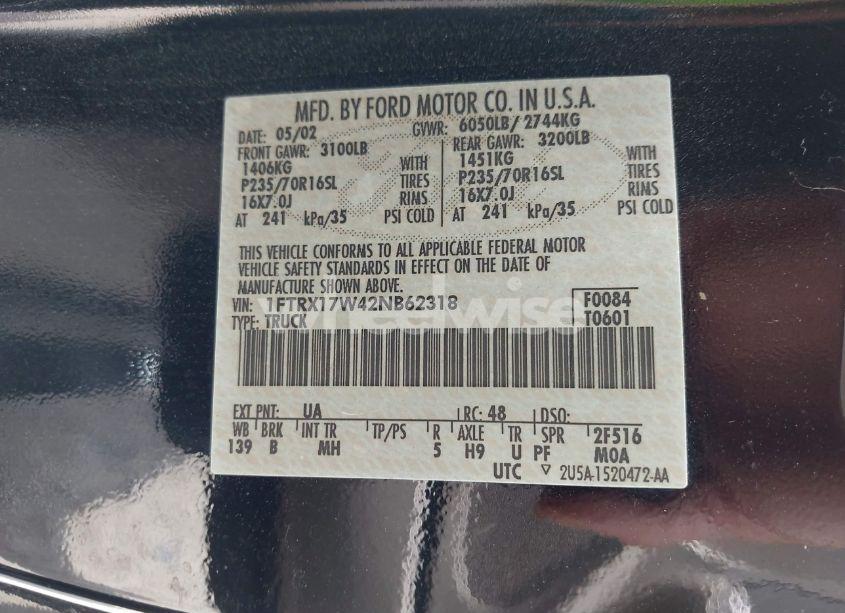 MFD. BY FORD MOTOR CO. IN U.S.A.
DATE: 05/02 GVWR: 6050LB/ 2744KG
FRONT GAWR: 3100LB REAR GAWR: 3200LB
1406KG WITH 1451KG WITH
P235/70R16SL TIRES P235/70R16SL TIRES
16X7.0J RIMS 16X7.0J RIMS
AT 241 kPa/35 PSI COLD AT 241 kPa/35 PSI COLD
THIS VEHICLE CONFORMS TO ALL APPLICABLE FEDERAL MOTOR
VEHICLE SAFETY STANDARDS IN EFFECT ON THE DATE OF
MANUFACTURE SHOWN ABOVE.
VIN: 1FTRX17W42NB62318 F0084
TYPE: TRUCK T0601
wheelwise
EXT PNT: UA RC: 48 DSO:
WB BRK INT TR TP/PS R AXLE TR SPR 2F516
139 B MH 5 H9 U PF MOA
UTC ▽ 2U5A-1520472-AA